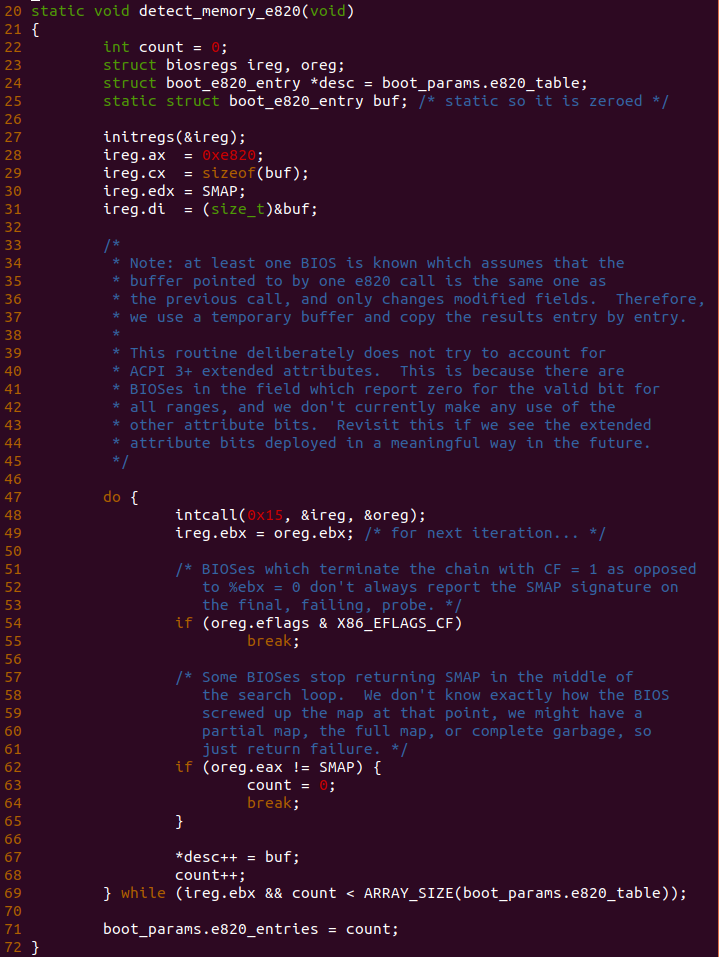 20 static void detect_memory_e820(void)
21 {
22         int count = 0;
23         struct biosregs ireg, oreg;
24         struct boot_e820_entry *desc = boot_params.e820_table;
25         static struct boot_e820_entry buf; /* static so it is zeroed */
26
27         initregs(&ireg);
28         ireg.ax  = 0xe820;
29         ireg.cx  = sizeof(buf);
30         ireg.edx = SMAP;
31         ireg.di  = (size_t)&buf;
32
33         /*
34          * Note: at least one BIOS is known which assumes that the
35          * buffer pointed to by one e820 call is the same one as
36          * the previous call, and only changes modified fields.  Therefore,
37          * we use a temporary buffer and copy the results entry by entry.
38          *
39          * This routine deliberately does not try to account for
40          * ACPI 3+ extended attributes.  This is because there are
41          * BIOSes in the field which report zero for the valid bit for
42          * all ranges, and we don't currently make any use of the
43          * other attribute bits.  Revisit this if we see the extended
44          * attribute bits deployed in a meaningful way in the future.
45          */
46
47         do {
48                 intcall(0x15, &ireg, &oreg);
49                 ireg.ebx = oreg.ebx; /* for next iteration... */
50
51                 /* BIOSes which terminate the chain with CF = 1 as opposed
52                    to %ebx = 0 don't always report the SMAP signature on
53                    the final, failing, probe. */
54                 if (oreg.eflags & X86_EFLAGS_CF)
55                         break;
56
57                 /* Some BIOSes stop returning SMAP in the middle of
58                    the search loop.  We don't know exactly how the BIOS
59                    screwed up the map at that point, we might have a
60                    partial map, the full map, or complete garbage, so
61                    just return failure. */
62                 if (oreg.eax != SMAP) {
63                         count = 0;
64                         break;
65                 }
66
67                 *desc++ = buf;
68                 count++;
69         } while (ireg.ebx && count < ARRAY_SIZE(boot_params.e820_table));
70
71         boot_params.e820_entries = count;
72 }